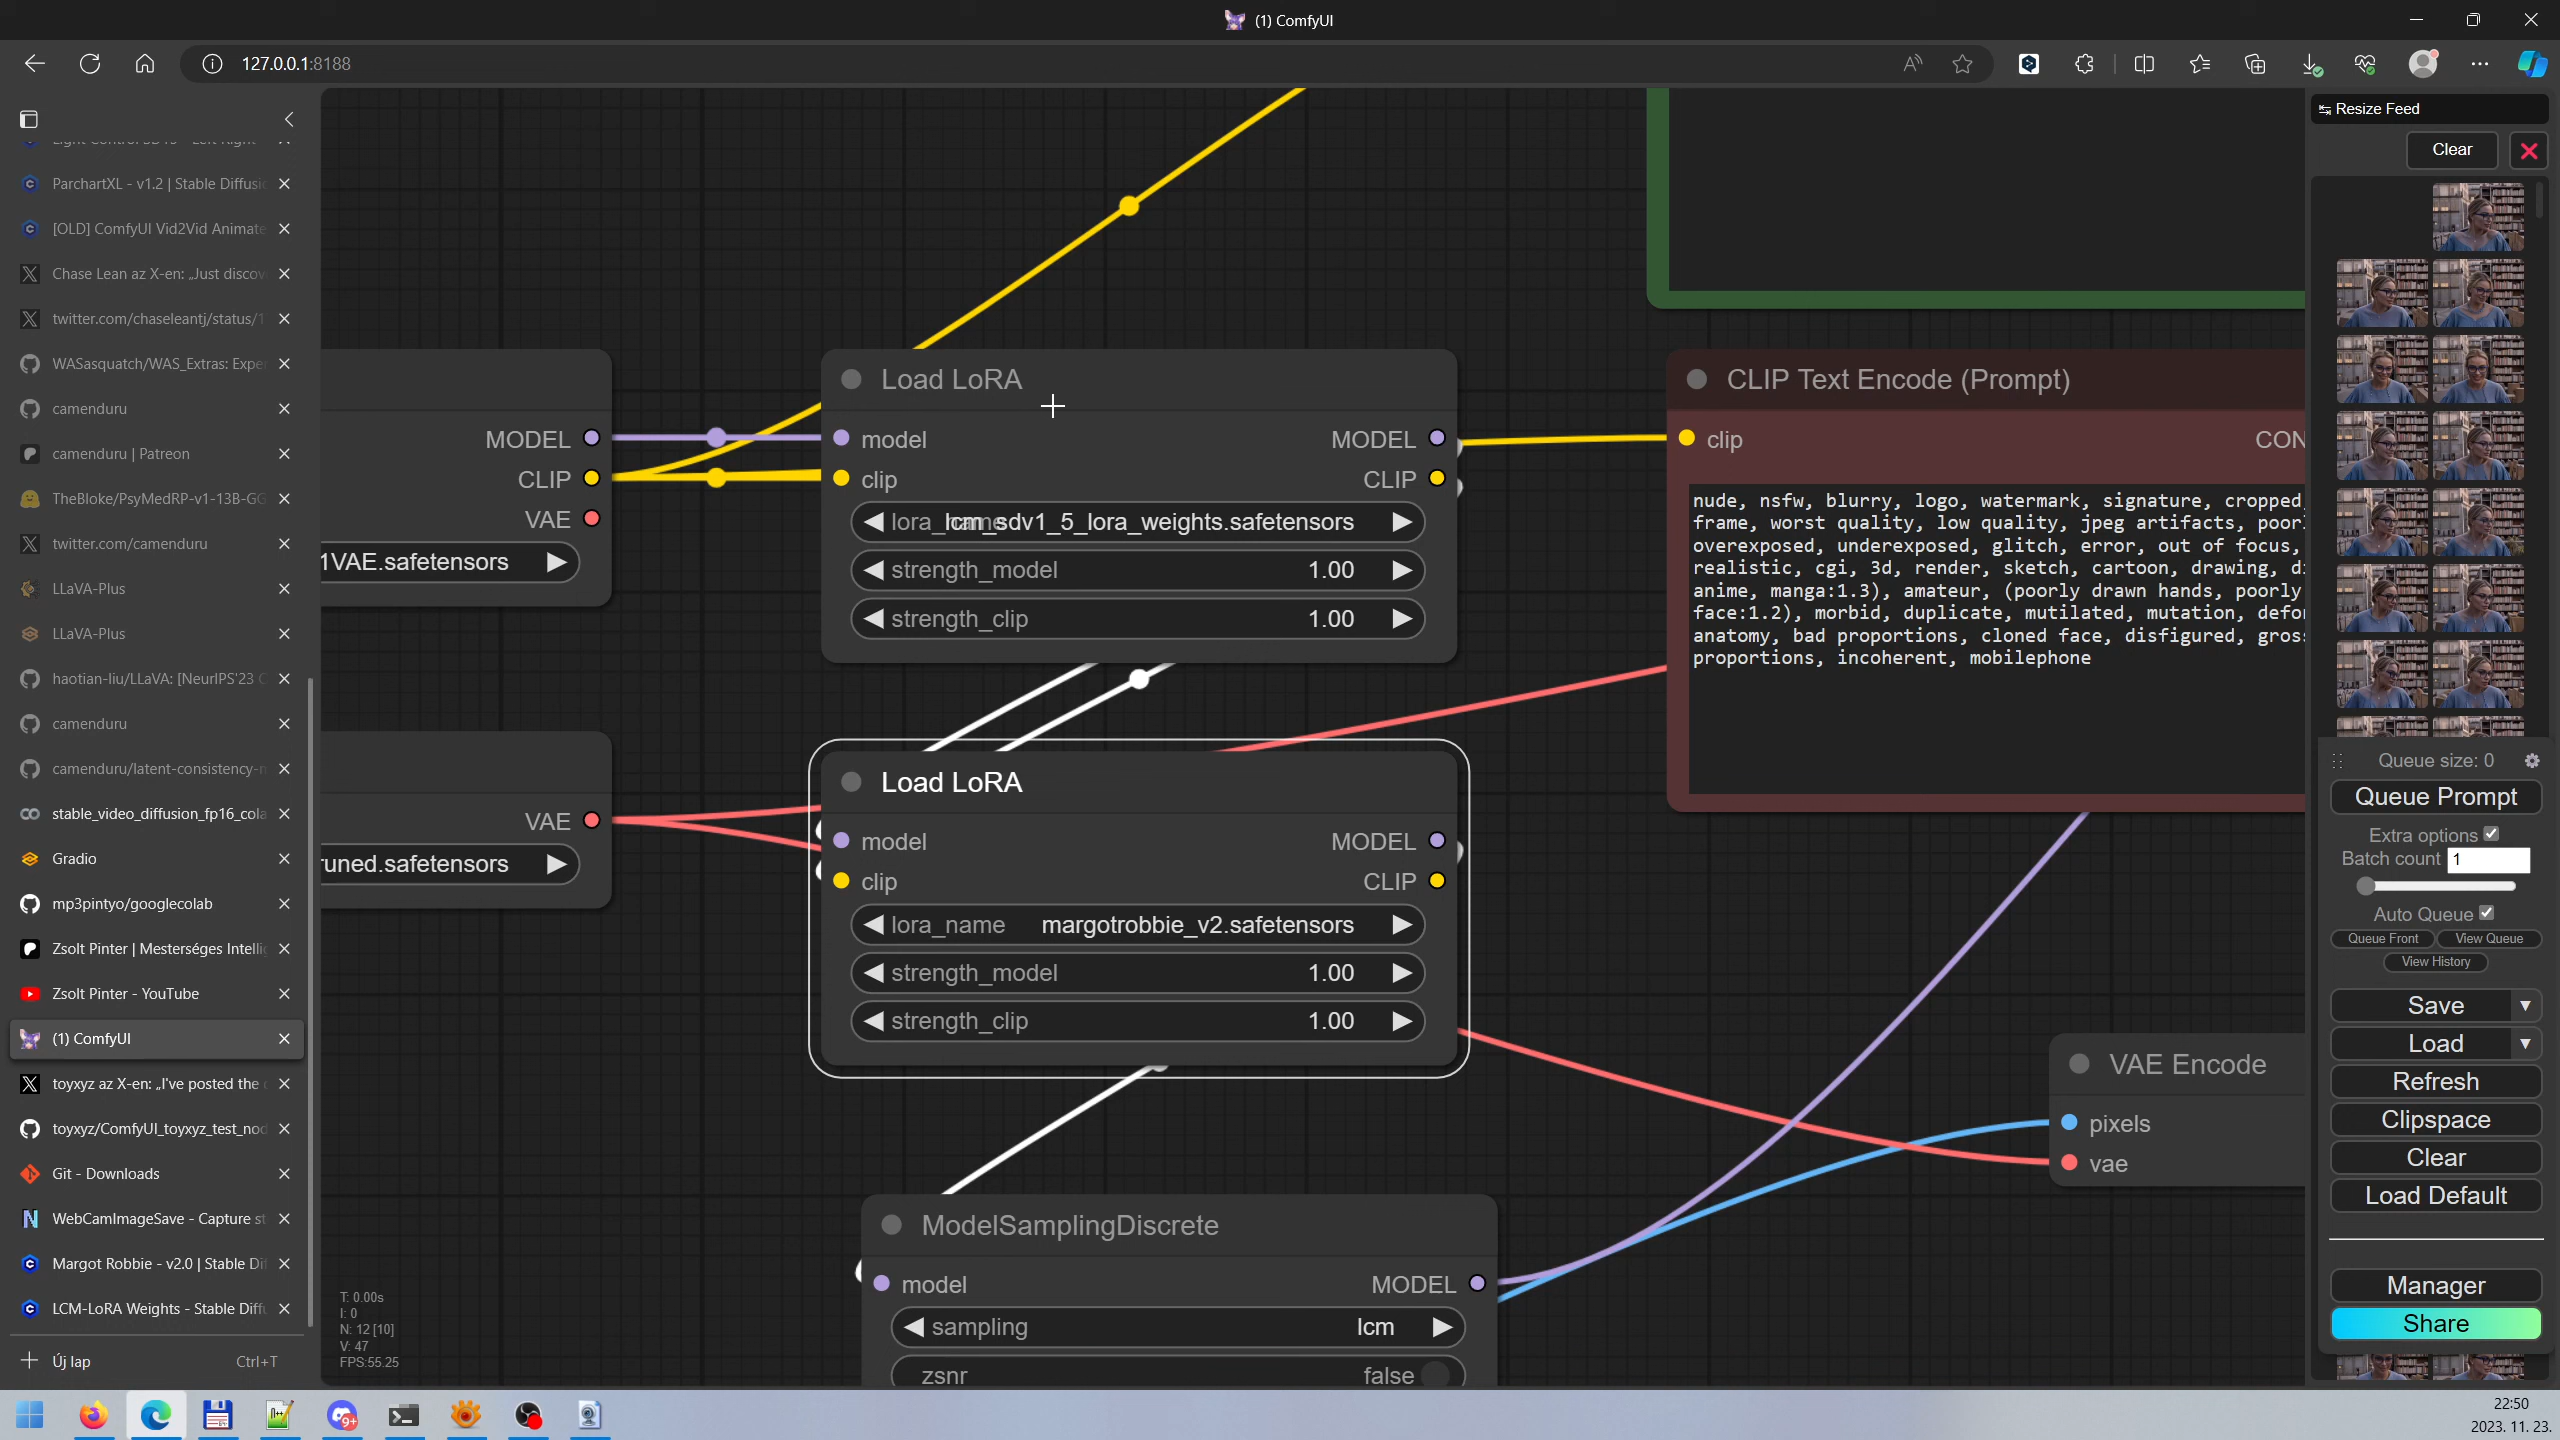 (1) ComfyUI
127.0.0.1:8188
ParchartXL - v1.2 | Stable Diffusi
[OLD] ComfyUI Vid2Vid Animate
Chase Lean az X-en: „Just discov
twitter.com/chaseleantj/status/1
WASasquatch/WAS_Extras: Expe
camenduru
camenduru | Patreon
TheBloke/PsyMedRP-v1-13B-GG
twitter.com/camenduru
LLaVA-Plus
LLaVA-Plus
haotian-liu/LLaVA: [NeurIPS'23 O
camenduru
camenduru/latent-consistency-m
stable_video_diffusion_fp16_cola
Gradio
mp3pintyo/googlecolab
Zsolt Pinter | Mesterséges Intelli
Zsolt Pinter - YouTube
(1) ComfyUI
toyxyz az X-en: „I've posted the
toyxyz/ComfyUI_toyxyz_test_nod
Git - Downloads
WebCamImageSave - Capture st
Margot Robbie - v2.0 | Stable Dif
LCM-LoRA Weights - Stable Diffu
Új lap Ctrl+T
MODEL
CLIP
VAE
1VAE.safetensors
VAE
runed.safetensors
T: 0.00s
I: 0
N: 12 [10]
V: 47
FPS:55.25
Load LoRA
model MODEL
clip CLIP
lora_name lcm_sdv1_5_lora_weights.safetensors
strength_model 1.00
strength_clip 1.00
Load LoRA
model MODEL
clip CLIP
lora_name margotrobbie_v2.safetensors
strength_model 1.00
strength_clip 1.00
ModelSamplingDiscrete
model MODEL
sampling lcm
zsnr false
CLIP Text Encode (Prompt)
clip CON
nude, nsfw, blurry, logo, watermark, signature, cropped,
frame, worst quality, low quality, jpeg artifacts, poor
overexposed, underexposed, glitch, error, out of focus,
realistic, cgi, 3d, render, sketch, cartoon, drawing, d
anime, manga:1.3), amateur, (poorly drawn hands, poorly
face:1.2), morbid, duplicate, mutilated, mutation, defo
anatomy, bad proportions, cloned face, disfigured, gros
proportions, incoherent, mobilephone
VAE Encode
pixels
vae
Resize Feed
Clear
Queue size: 0
Queue Prompt
Extra options
Batch count 1
Auto Queue
Queue Front View Queue
View History
Save
Load
Refresh
Clipspace
Clear
Load Default
Manager
Share
9+
22:50
2023. 11. 23.